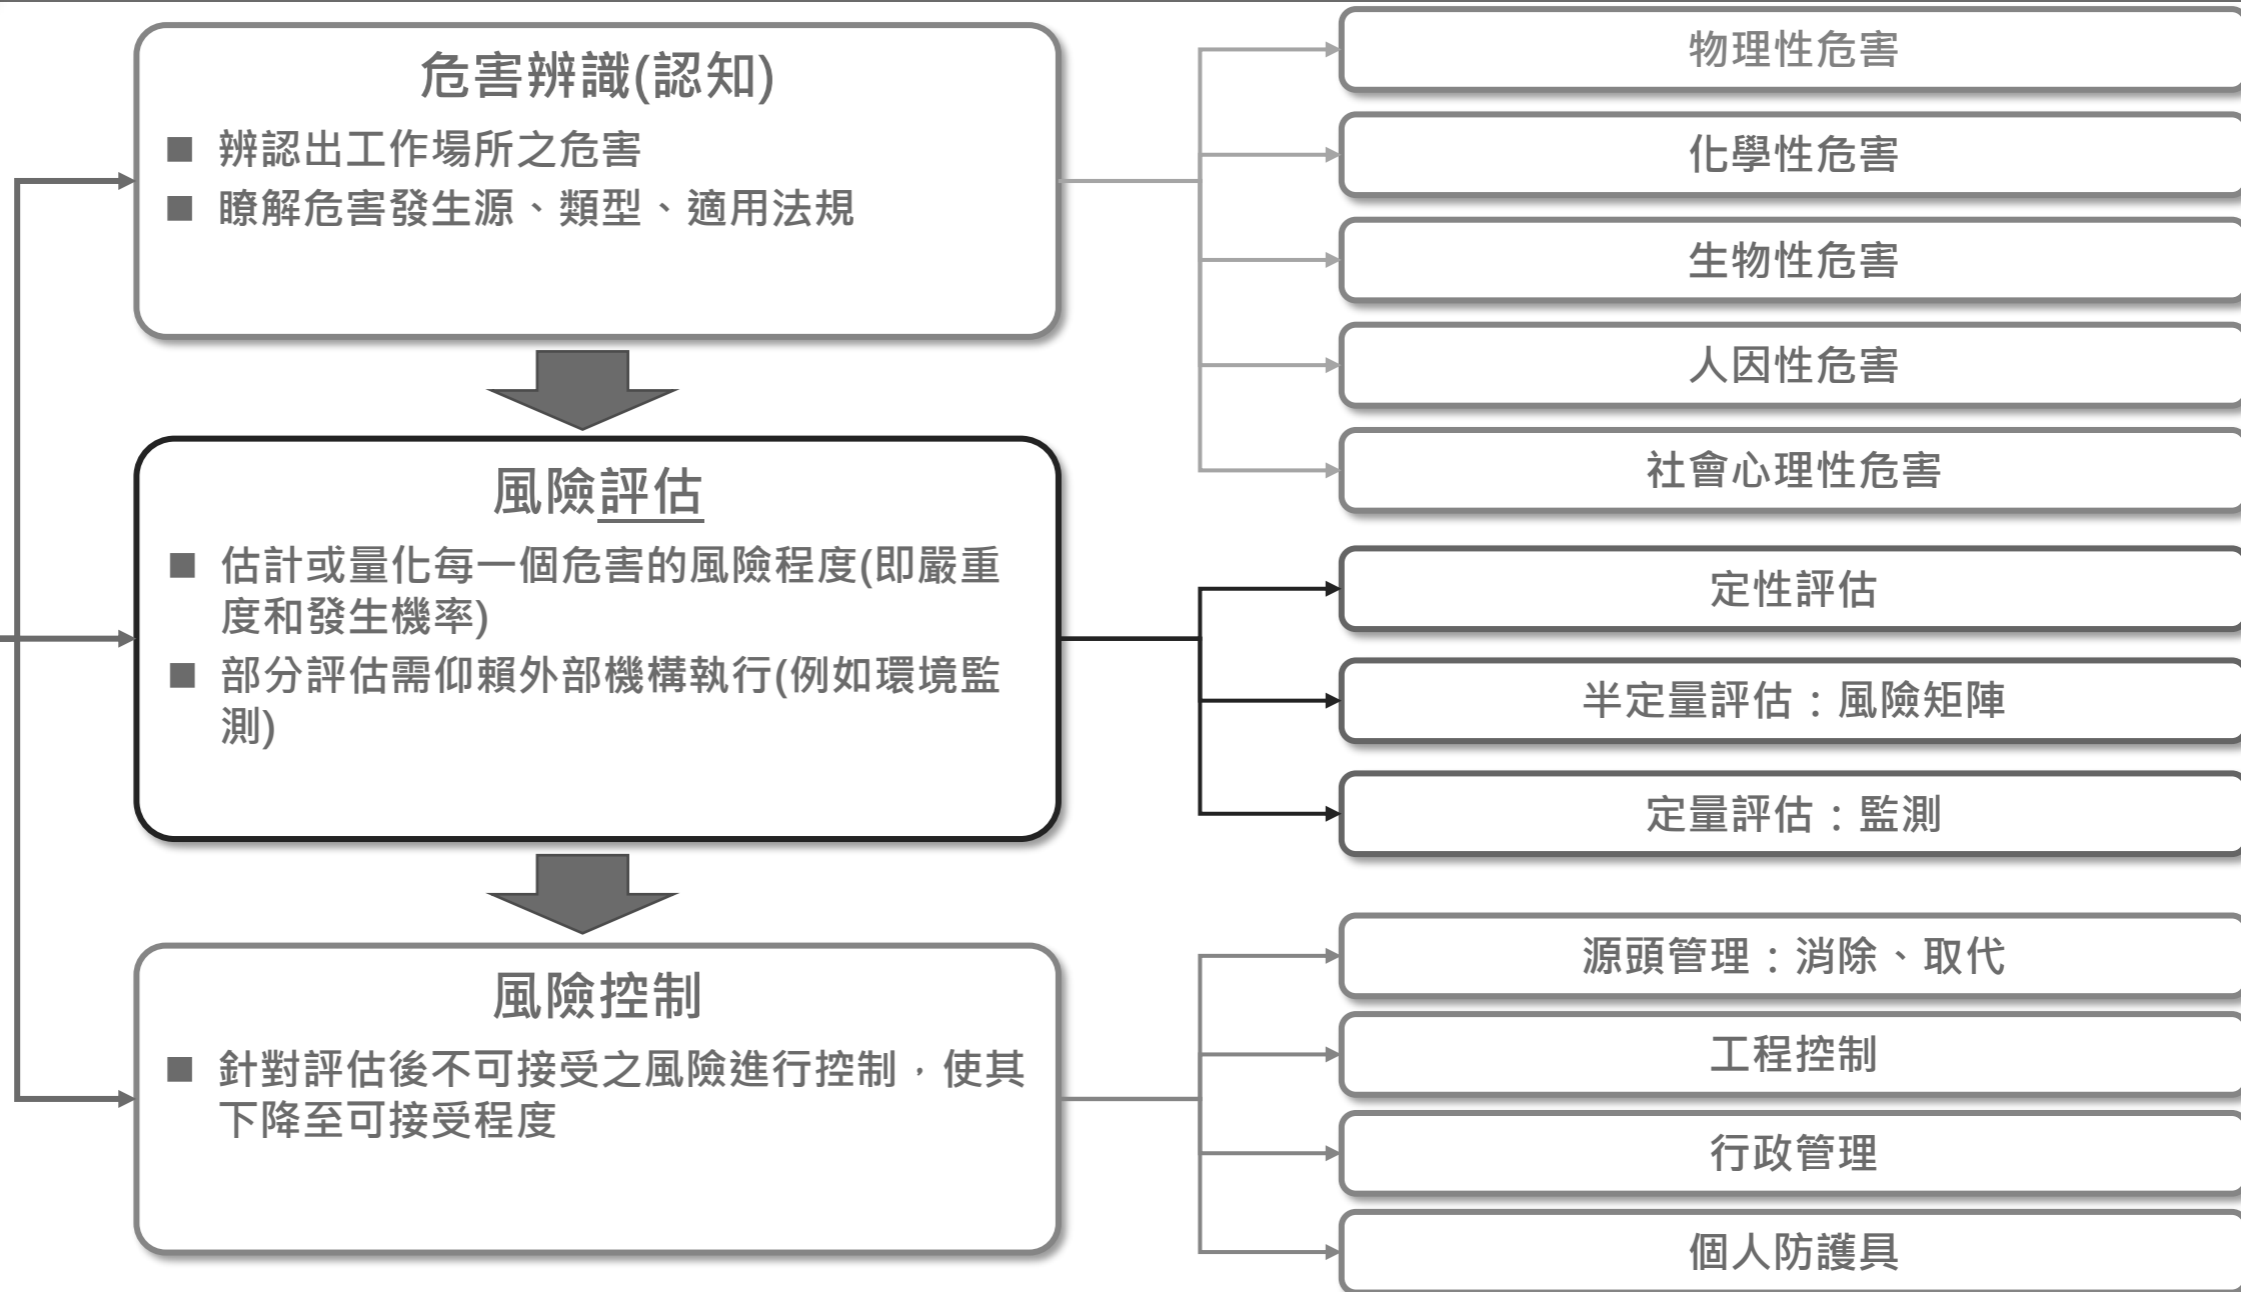 危害辨識(認知)
■ 辨認出工作場所之危害
■ 瞭解危害發生源、類型、適用法規
物理性危害
化學性危害
生物性危害
人因性危害
社會心理性危害
風險評估
■ 估計或量化每一個危害的風險程度(即嚴重
度和發生機率)
■ 部分評估需仰賴外部機構執行(例如環境監
測)
定性評估
半定量評估：風險矩陣
定量評估：監測
風險控制
■ 針對評估後不可接受之風險進行控制，使其
下降至可接受程度
源頭管理：消除、取代
工程控制
行政管理
個人防護具